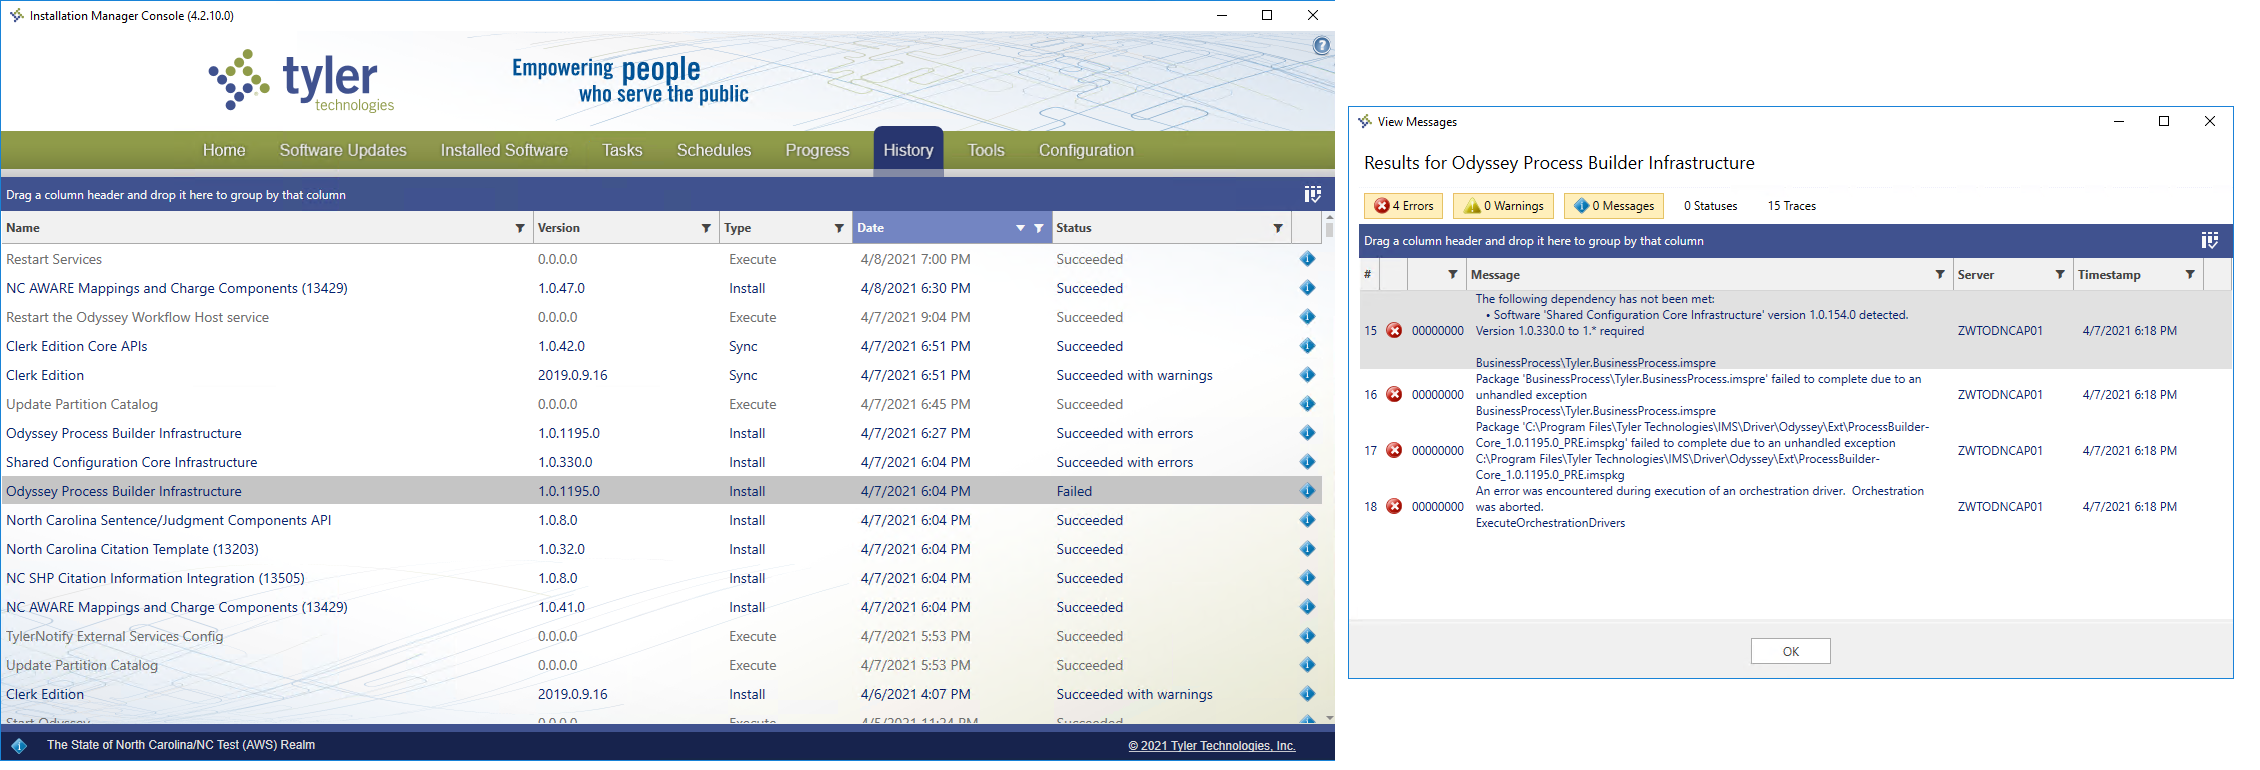 Installation Manager Console (4.2.10.0)
tyler
technologies
Empowering people
who serve the public
Home Software Updates Installed Software Tasks Schedules Progress History Tools Configuration
Drag a column header and drop it here to group by that column
Name Version Type Date Status
Restart Services 0.0.0.0 Execute 4/8/2021 7:00 PM Succeeded
NC AWARE Mappings and Charge Components (13429) 1.0.47.0 Install 4/8/2021 6:30 PM Succeeded
Restart the Odyssey Workflow Host service 0.0.0.0 Execute 4/7/2021 9:04 PM Succeeded
Clerk Edition Core APIs 1.0.42.0 Sync 4/7/2021 6:51 PM Succeeded
Clerk Edition 2019.0.9.16 Sync 4/7/2021 6:51 PM Succeeded with warnings
Update Partition Catalog 0.0.0.0 Execute 4/7/2021 6:45 PM Succeeded
Odyssey Process Builder Infrastructure 1.0.1195.0 Install 4/7/2021 6:27 PM Succeeded with errors
Shared Configuration Core Infrastructure 1.0.330.0 Install 4/7/2021 6:04 PM Succeeded with errors
Odyssey Process Builder Infrastructure 1.0.1195.0 Install 4/7/2021 6:04 PM Failed
North Carolina Sentence/Judgment Components API 1.0.8.0 Install 4/7/2021 6:04 PM Succeeded
North Carolina Citation Template (13203) 1.0.32.0 Install 4/7/2021 6:04 PM Succeeded
NC SHP Citation Information Integration (13505) 1.0.8.0 Install 4/7/2021 6:04 PM Succeeded
NC AWARE Mappings and Charge Components (13429) 1.0.41.0 Install 4/7/2021 6:04 PM Succeeded
TylerNotify External Services Config 0.0.0.0 Execute 4/7/2021 5:53 PM Succeeded
Update Partition Catalog 0.0.0.0 Execute 4/7/2021 5:53 PM Succeeded
Clerk Edition 2019.0.9.16 Install 4/6/2021 4:07 PM Succeeded with warnings
Start Odyssey 0.0.0.0 Execute 4/5/2021 11:24 PM Succeeded
The State of North Carolina/NC Test (AWS) Realm © 2021 Tyler Technologies, Inc.
View Messages
Results for Odyssey Process Builder Infrastructure
4 Errors 0 Warnings 0 Messages 0 Statuses 15 Traces
Drag a column header and drop it here to group by that column
# Message Server Timestamp
The following dependency has not been met:
• Software 'Shared Configuration Core Infrastructure' version 1.0.154.0 detected.
15 00000000 Version 1.0.330.0 to 1.* required ZWTODNCAP01 4/7/2021 6:18 PM
BusinessProcess\Tyler.BusinessProcess.imspre
Package 'BusinessProcess\Tyler.BusinessProcess.imspre' failed to complete due to an
16 00000000 unhandled exception ZWTODNCAP01 4/7/2021 6:18 PM
BusinessProcess\Tyler.BusinessProcess.imspre
Package 'C:\Program Files\Tyler Technologies\IMS\Driver\Odyssey\Ext\ProcessBuilder-
17 00000000 Core_1.0.1195.0_PRE.imspkg' failed to complete due to an unhandled exception ZWTODNCAP01 4/7/2021 6:18 PM
C:\Program Files\Tyler Technologies\IMS\Driver\Odyssey\Ext\ProcessBuilder-
Core_1.0.1195.0_PRE.imspkg
An error was encountered during execution of an orchestration driver. Orchestration
18 00000000 was aborted. ZWTODNCAP01 4/7/2021 6:18 PM
ExecuteOrchestrationDrivers
OK